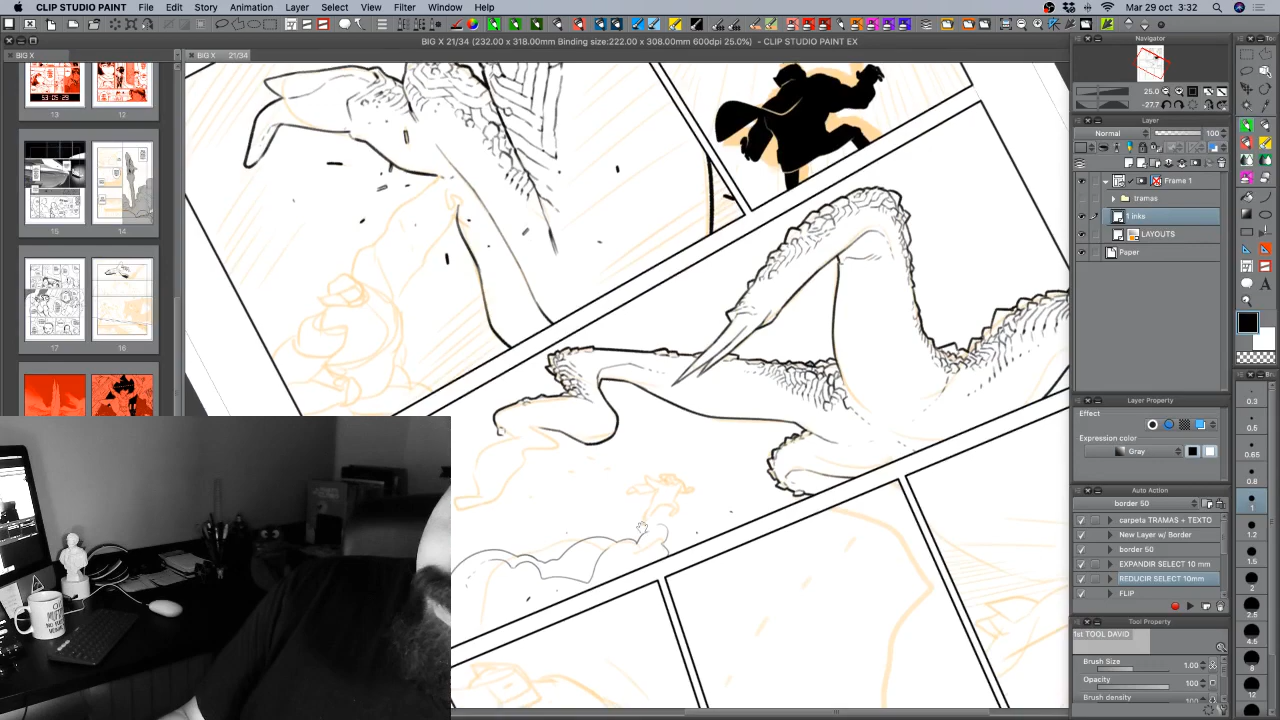 CLIP STUDIO PAINT File Edit Story Animation Layer Select View Filter Window Help Mar 29 oct 3:32
BIG X 21/34 (232.00 x 318.00mm Binding size:222.00 x 308.00mm 600dpi 25.0%) - CLIP STUDIO PAINT EX
BIG X
BIG X 21/34
13
12
15
14
17
16
Navigator
25.0
-27.7
Layer
Normal
100
Frame 1
tramas
1 inks
LAYOUTS
Paper
Layer Property
Effect
Expression color
Gray
Auto Action
border 50
carpeta TRAMAS + TEXTO
New Layer w/ Border
border 50
EXPANDIR SELECT 10 mm
REDUCIR SELECT 10mm
FLIP
Tool Property
1st TOOL DAVID
Brush Size 1.00
Opacity 100
Brush density
0.3
0.5
0.65
0.8
1
1.2
1.5
2
2.5
4.5
8
12